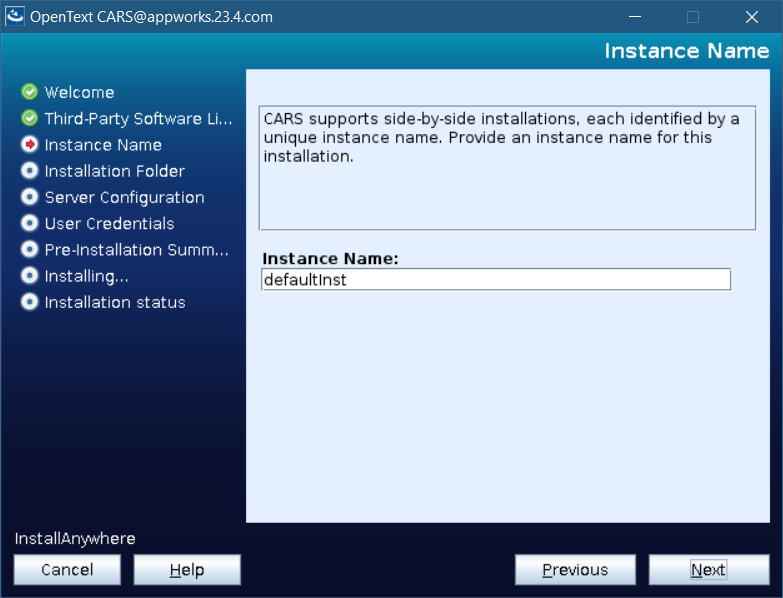 OpenText CARS@appworks.23.4.com
Instance Name
Welcome
Third-Party Software Li...
Instance Name
Installation Folder
Server Configuration
User Credentials
Pre-Installation Summ...
Installing...
Installation status
CARS supports side-by-side installations, each identified by a
unique instance name. Provide an instance name for this
installation.
Instance Name:
defaultInst
InstallAnywhere
Cancel
Help
Previous
Next